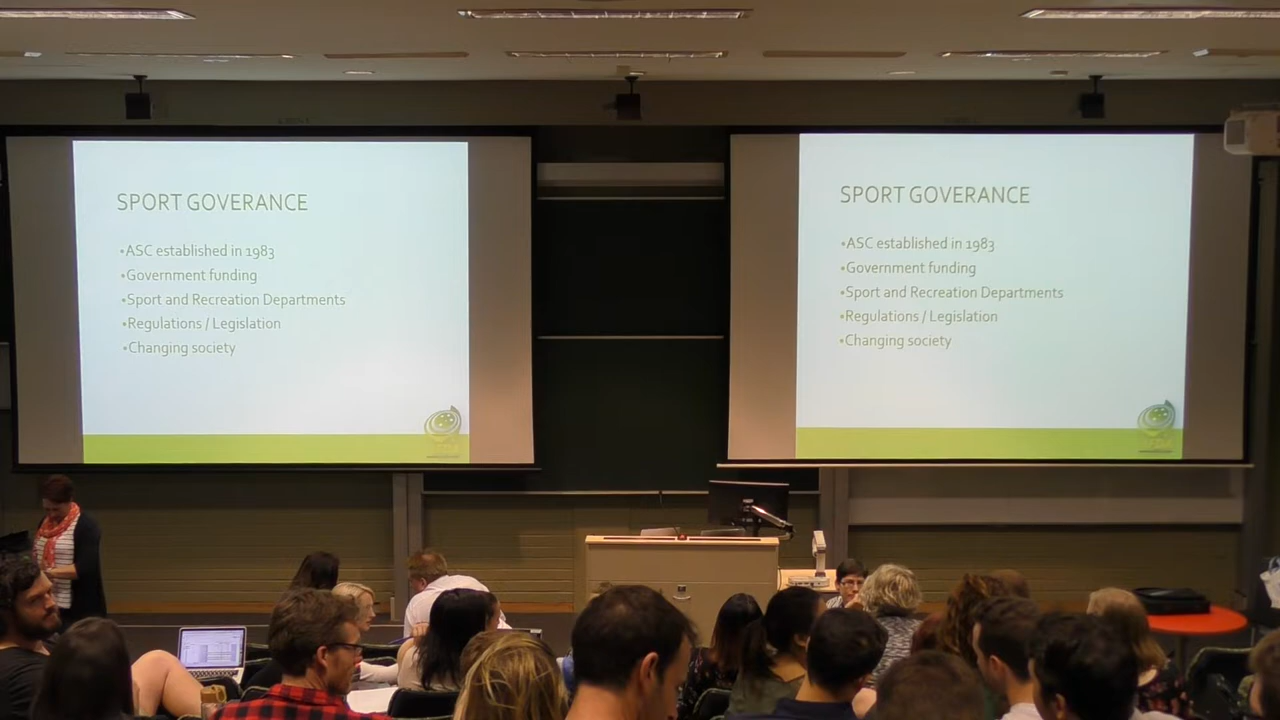 SPORT GOVERANCE
•ASC established in 1983
•Government funding
•Sport and Recreation Departments
•Regulations / Legislation
•Changing society
SPORT GOVERANCE
•ASC established in 1983
•Government funding
•Sport and Recreation Departments
•Regulations / Legislation
•Changing society